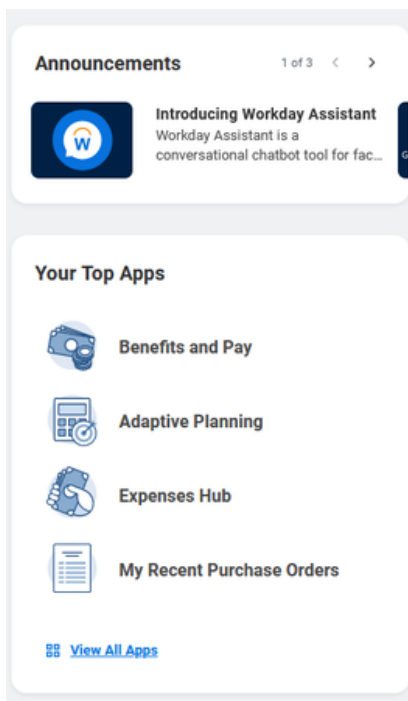 Announcements
1 of 3
W
Introducing Workday Assistant
Workday Assistant is a
conversational chatbot tool for fac...
G
Your Top Apps
Benefits and Pay
Adaptive Planning
Expenses Hub
My Recent Purchase Orders
View All Apps